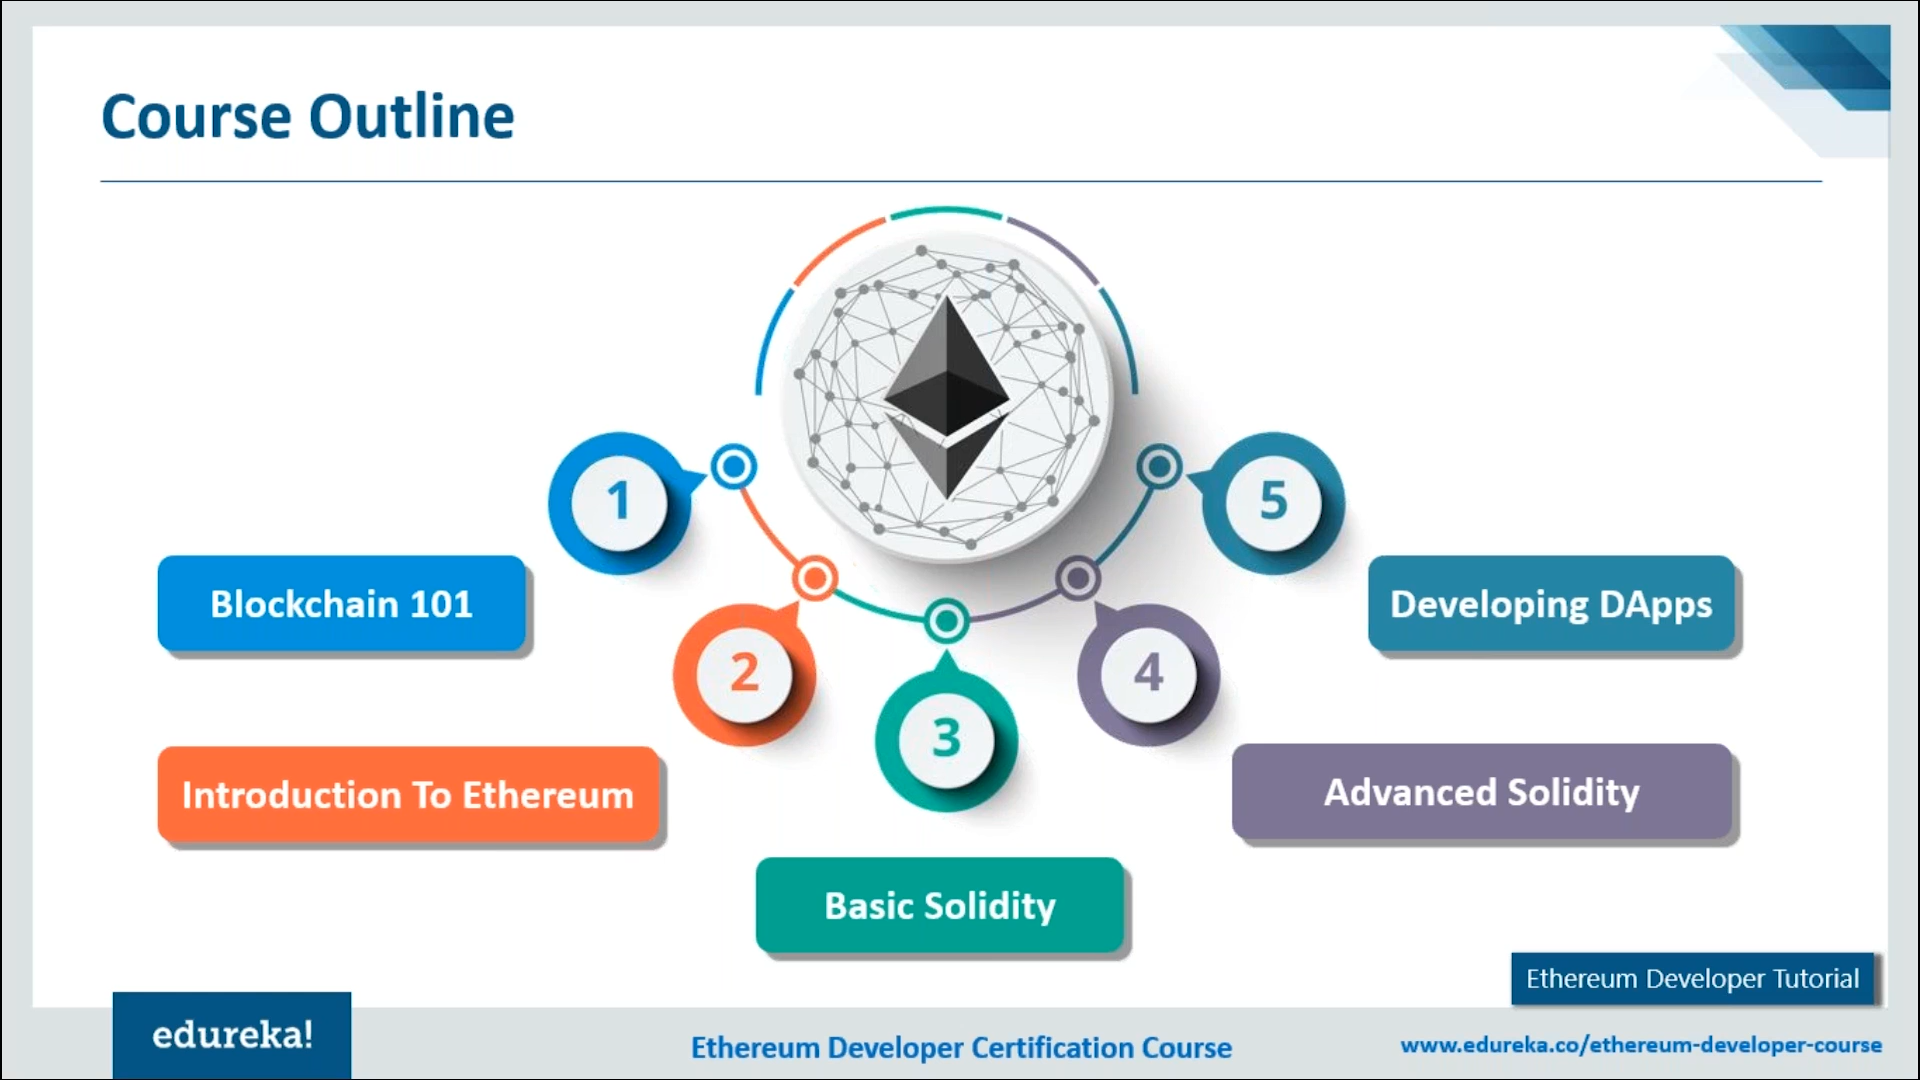 Course Outline
1
Blockchain 101
2
Introduction To Ethereum
3
Basic Solidity
4
Advanced Solidity
5
Developing DApps
Ethereum Developer Tutorial
edureka!
Ethereum Developer Certification Course
www.edureka.co/ethereum-developer-course